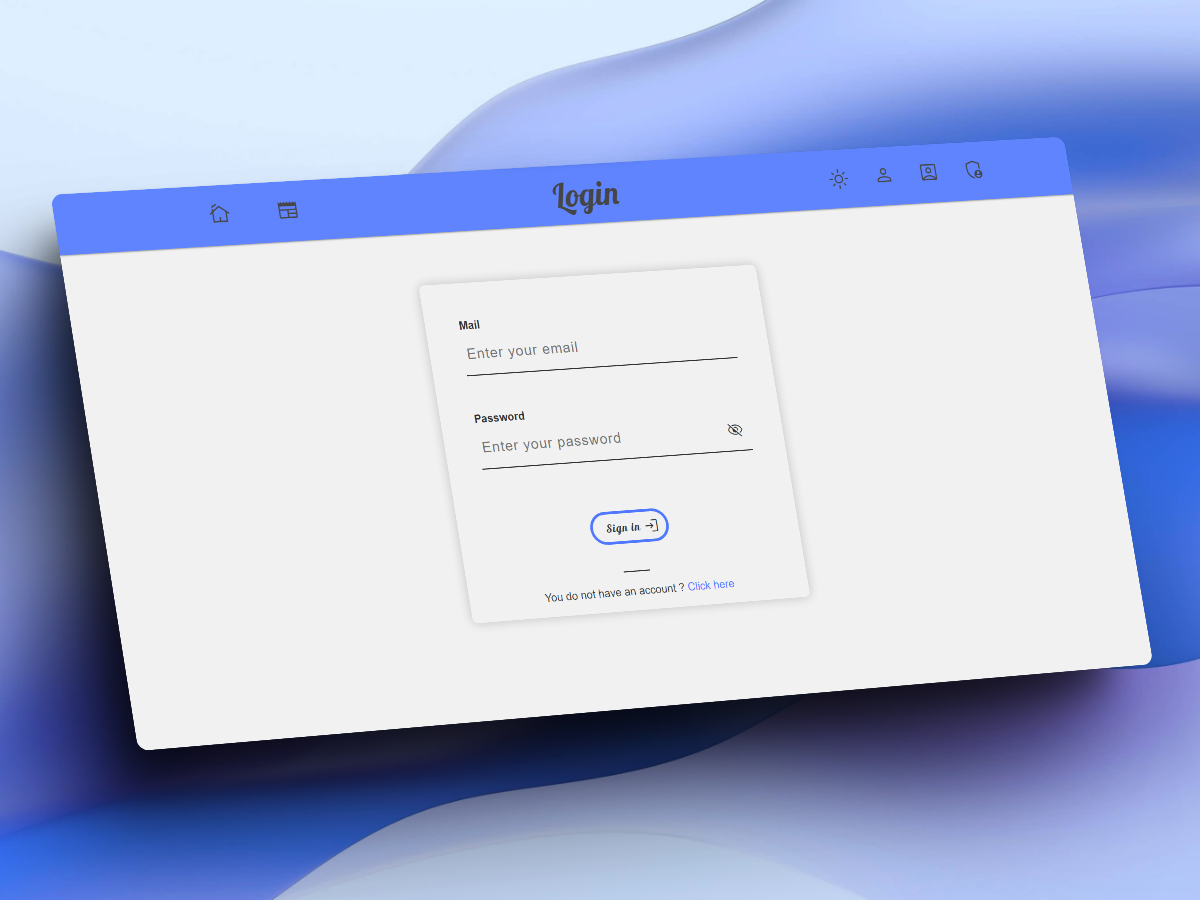 Login
Mail
Enter your email
Password
Enter your password
Sign in
You do not have an account ? Click here